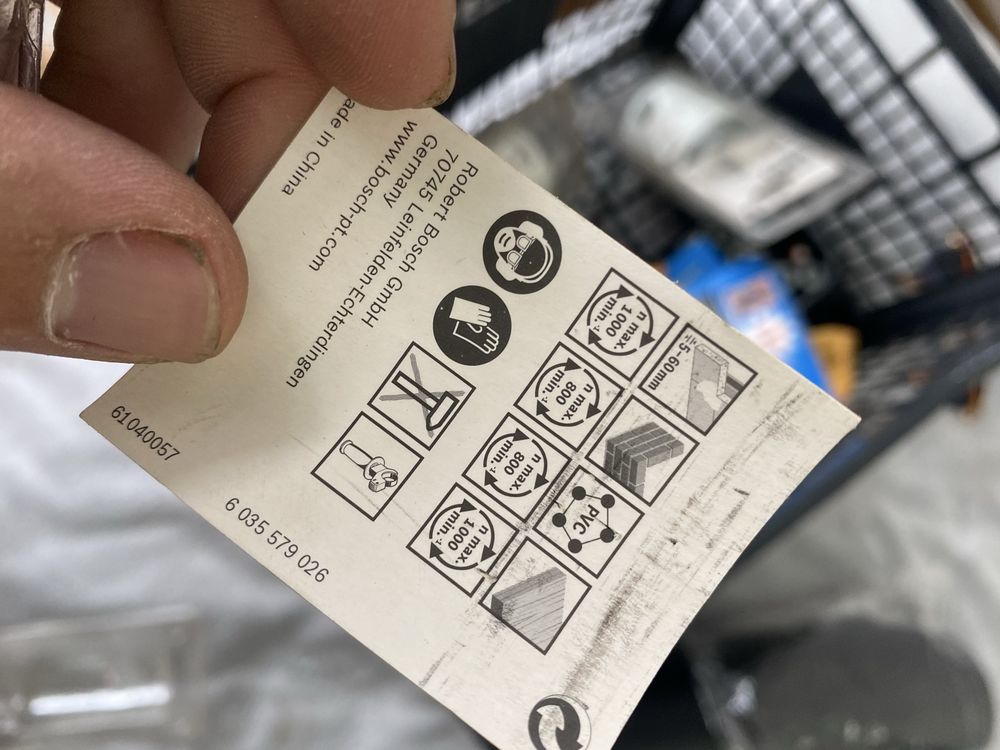 Robert Bosch GmbH
70745 Leinfelden-Echterdingen
Germany
www.bosch-pt.com
ade in China
n max.
1000
min.-1
5-60mm
n max.
800
min.-1
n max.
800
min.-1
PVC
n max.
1000
min.-1
61040057
6 035 579 026